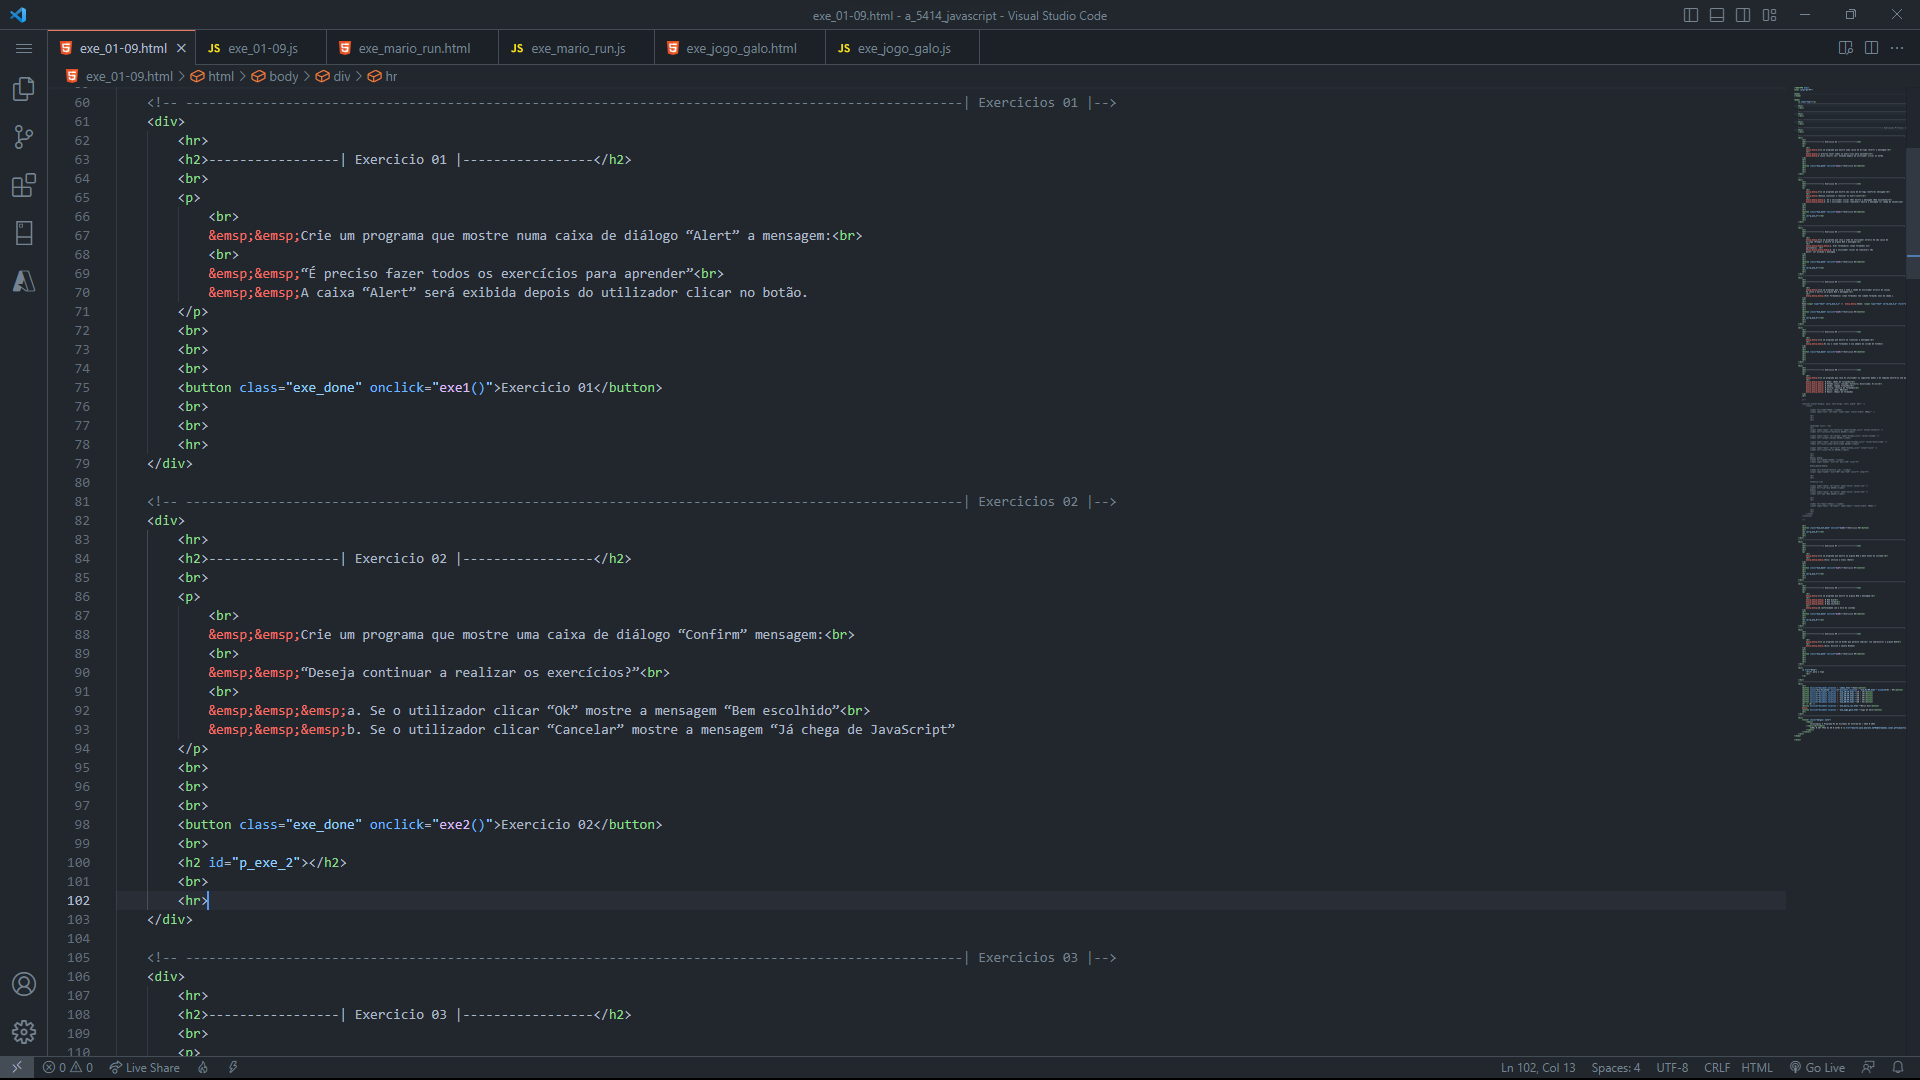 exe_01-09.html - a_5414_javascript - Visual Studio Code
exe_01-09.html
JS exe_01-09.js
exe_mario_run.html
JS exe_mario_run.js
exe_jogo_galo.html
JS exe_jogo_galo.js
exe_01-09.html > html > body > div > hr
60 <!-- -----------------------------------------------------------------------------------------------------| Exercicios 01 |-->
61 <div>
62 <hr>
63 <h2>-----------------| Exercicio 01 |-----------------</h2>
64 <br>
65 <p>
66 <br>
67 &emsp;&emsp;Crie um programa que mostre numa caixa de diálogo “Alert” a mensagem:<br>
68 <br>
69 &emsp;&emsp;“É preciso fazer todos os exercícios para aprender”<br>
70 &emsp;&emsp;A caixa “Alert” será exibida depois do utilizador clicar no botão.
71 </p>
72 <br>
73 <br>
74 <br>
75 <button class="exe_done" onclick="exe1()">Exercicio 01</button>
76 <br>
77 <br>
78 <hr>
79 </div>
80
81 <!-- -----------------------------------------------------------------------------------------------------| Exercicios 02 |-->
82 <div>
83 <hr>
84 <h2>-----------------| Exercicio 02 |-----------------</h2>
85 <br>
86 <p>
87 <br>
88 &emsp;&emsp;Crie um programa que mostre uma caixa de diálogo “Confirm” mensagem:<br>
89 <br>
90 &emsp;&emsp;“Deseja continuar a realizar os exercícios?”<br>
91 <br>
92 &emsp;&emsp;&emsp;a. Se o utilizador clicar “Ok” mostre a mensagem “Bem escolhido”<br>
93 &emsp;&emsp;&emsp;b. Se o utilizador clicar “Cancelar” mostre a mensagem “Já chega de JavaScript”
94 </p>
95 <br>
96 <br>
97 <br>
98 <button class="exe_done" onclick="exe2()">Exercicio 02</button>
99 <br>
100 <h2 id="p_exe_2"></h2>
101 <br>
102 <hr>
103 </div>
104
105 <!-- -----------------------------------------------------------------------------------------------------| Exercicios 03 |-->
106 <div>
107 <hr>
108 <h2>-----------------| Exercicio 03 |-----------------</h2>
109 <br>
110 <p>
0 0 Live Share
Ln 102, Col 13 Spaces: 4 UTF-8 CRLF HTML Go Live